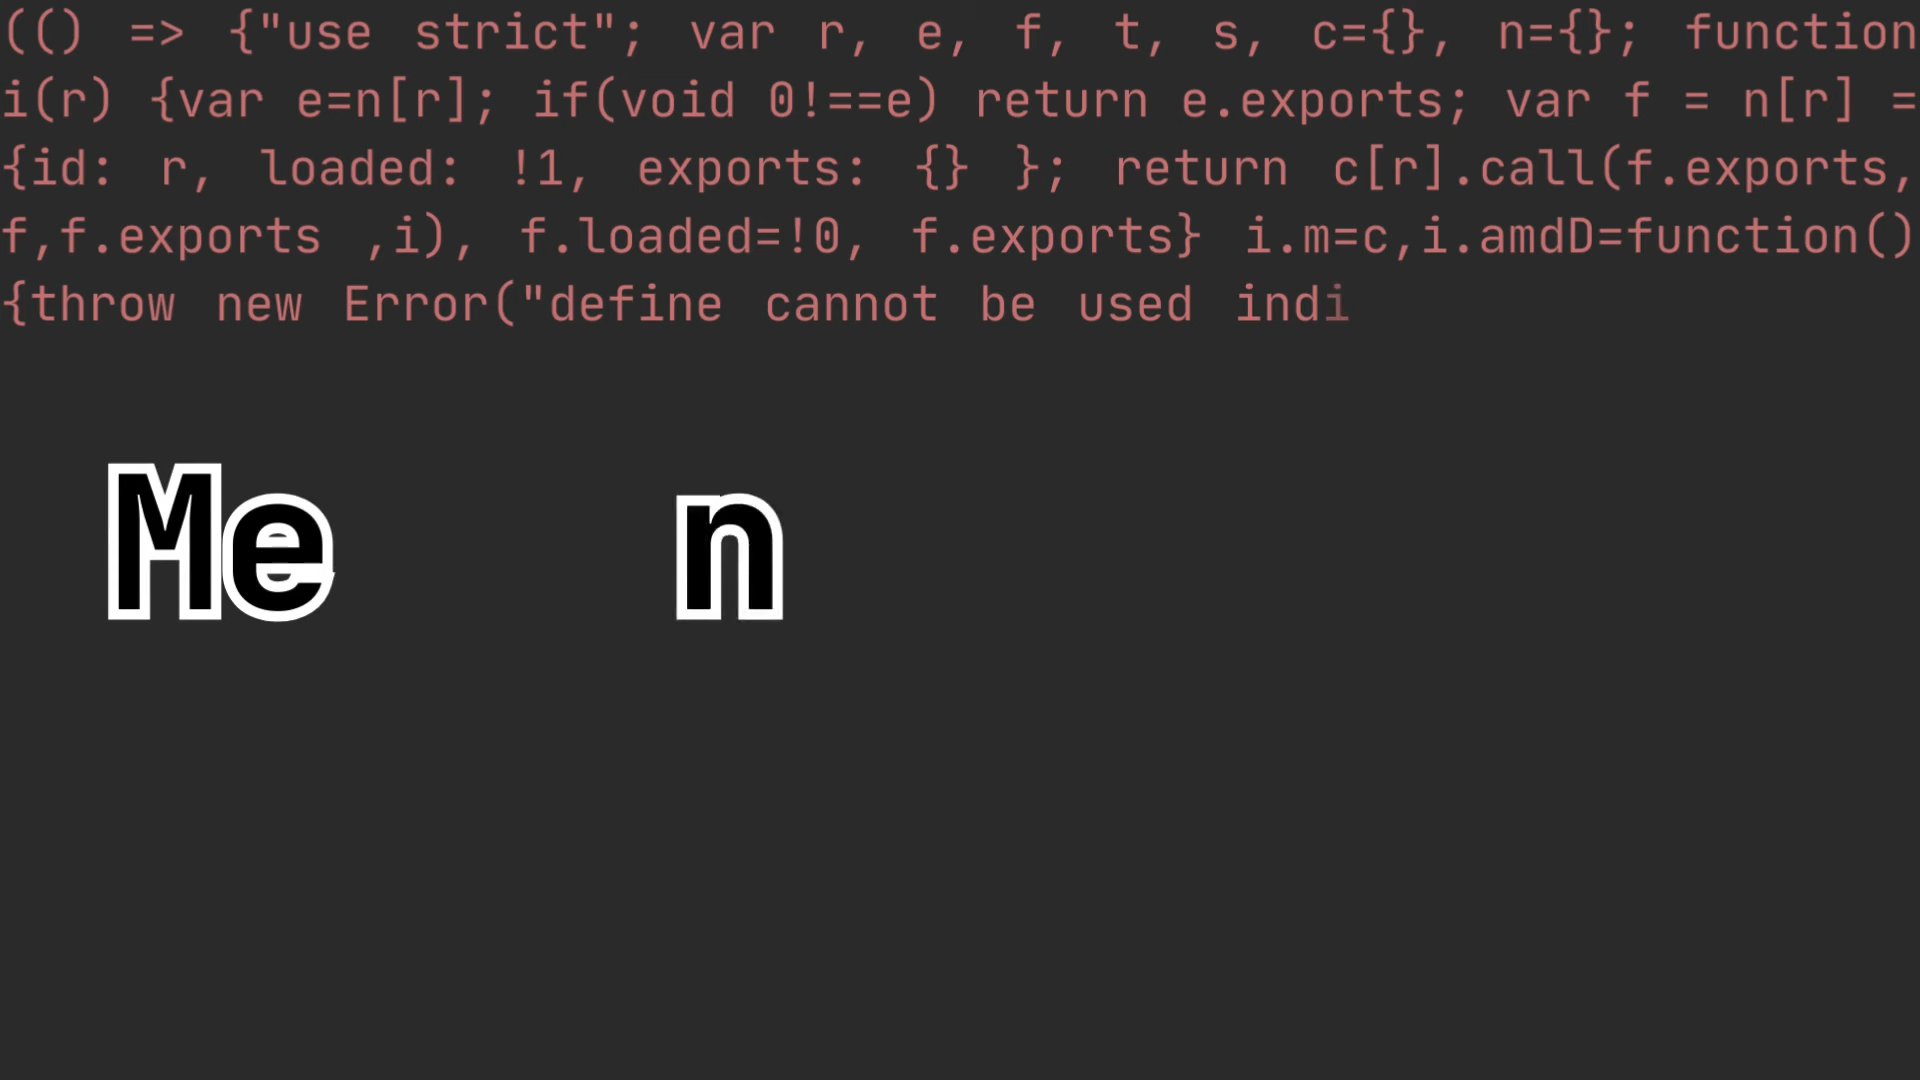 (() => {"use strict"; var r, e, f, t, s, c={}, n={}; function
i(r) {var e=n[r]; if(void 0!==e) return e.exports; var f = n[r] =
{id: r, loaded: !1, exports: {} }; return c[r].call(f.exports,
f,f.exports ,i), f.loaded=!0, f.exports} i.m=c,i.amdD=function()
{throw new Error("define cannot be used indi
Me n